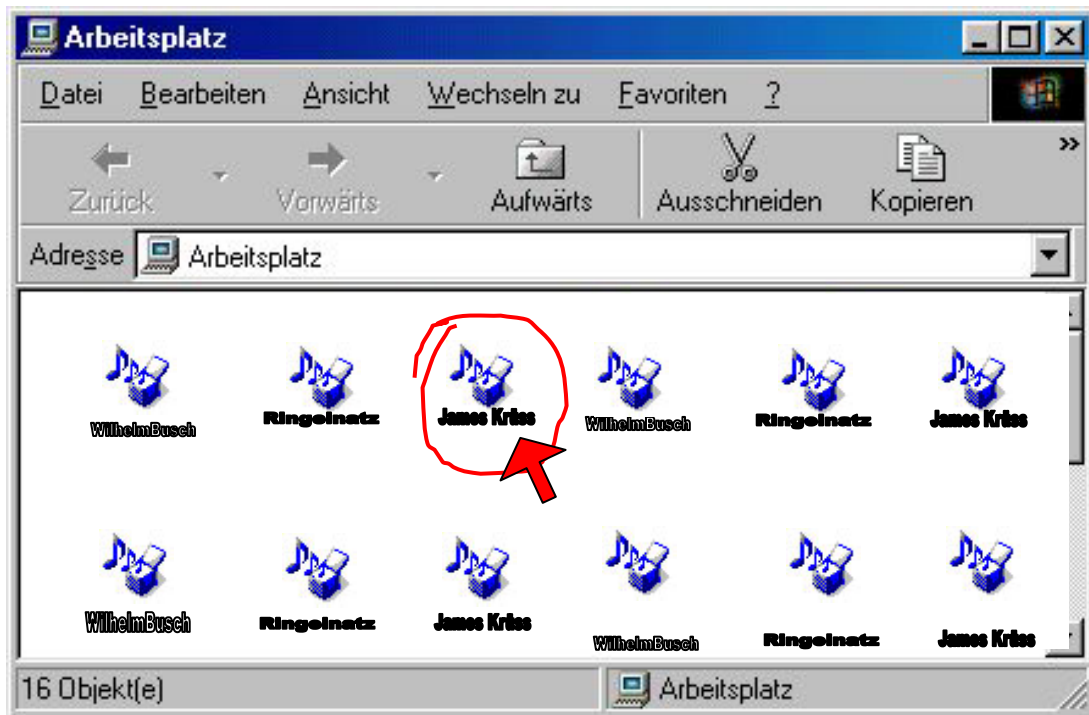 Arbeitsplatz
Datei Bearbeiten Ansicht Wechseln zu Favoriten ?
Zurück Vorwärts Aufwärts Ausschneiden Kopieren »
Adresse Arbeitsplatz
WilhelmBusch Ringelnatz James Krüss WilhelmBusch Ringelnatz James Krüss
WilhelmBusch Ringelnatz James Krüss WilhelmBusch Ringelnatz James Krüss
16 Objekt(e) Arbeitsplatz